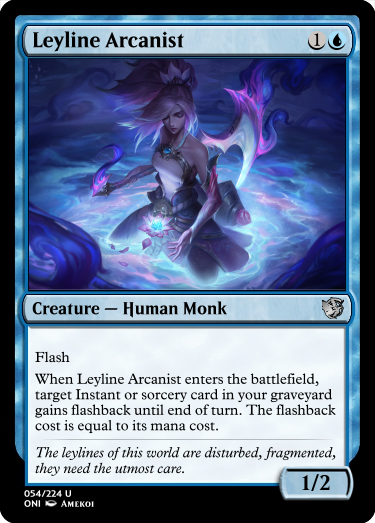 Leyline Arcanist 1
Creature — Human Monk
Flash
When Leyline Arcanist enters the battlefield,
target Instant or sorcery card in your graveyard
gains flashback until end of turn. The flashback
cost is equal to its mana cost.
The leylines of this world are disturbed, fragmented,
they need the utmost care.
1/2
054/224 U
ONI Amekoi